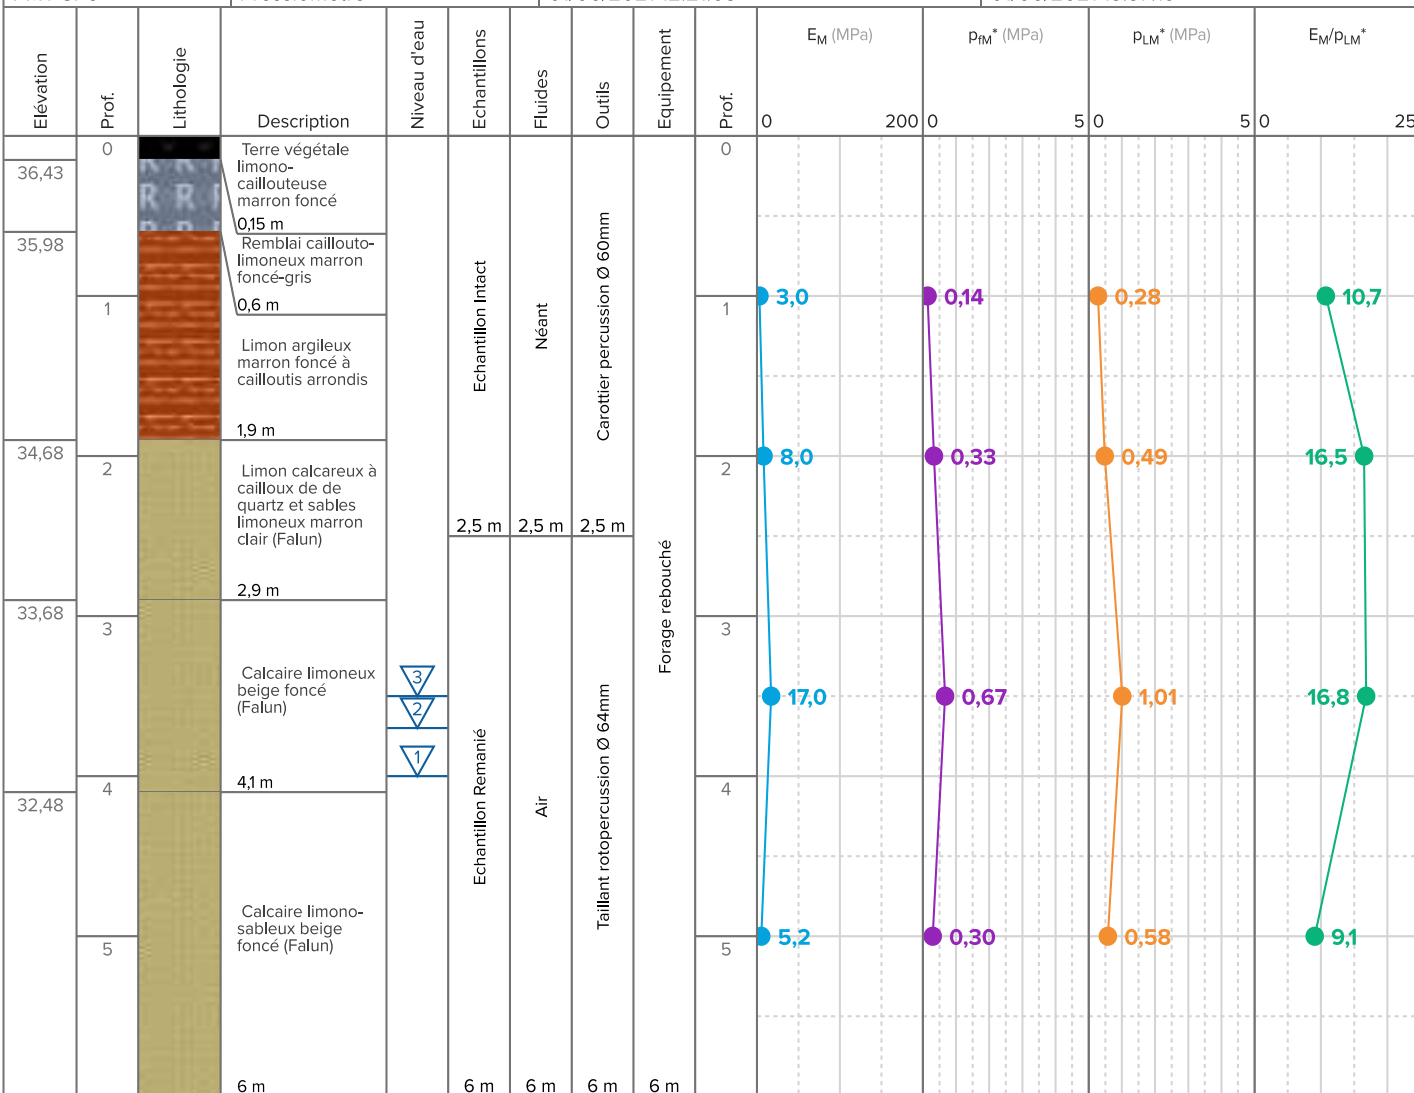 Elévation
Prof.
Lithologie
Description
Niveau d'eau
Echantillons
Fluides
Outils
Equipement
Prof.
E_M (MPa)
p_fM* (MPa)
p_LM* (MPa)
E_M/p_LM*
0 200
0 5
0 5
0 25
36,43
35,98
34,68
33,68
32,48
0
1
2
3
4
5
R R
R R
R R
Terre végétale
limono-
caillouteuse
marron foncé
0,15 m
Remblai caillouto-
limoneux marron
foncé-gris
0,6 m
Limon argileux
marron foncé à
cailloutis arrondis
1,9 m
Limon calcareux à
cailloux de de
quartz et sables
limoneux marron
clair (Falun)
2,9 m
Calcaire limoneux
beige foncé
(Falun)
4,1 m
Calcaire limono-
sableux beige
foncé (Falun)
6 m
3
2
1
Echantillon Intact
2,5 m
Echantillon Remanié
6 m
Néant
2,5 m
Air
6 m
Carottier percussion Ø 60mm
2,5 m
Taillant rotopercussion Ø 64mm
6 m
Forage rebouché
6 m
0
1
2
3
4
5
3,0
0,14
0,28
10,7
8,0
0,33
0,49
16,5
17,0
0,67
1,01
16,8
5,2
0,30
0,58
9,1